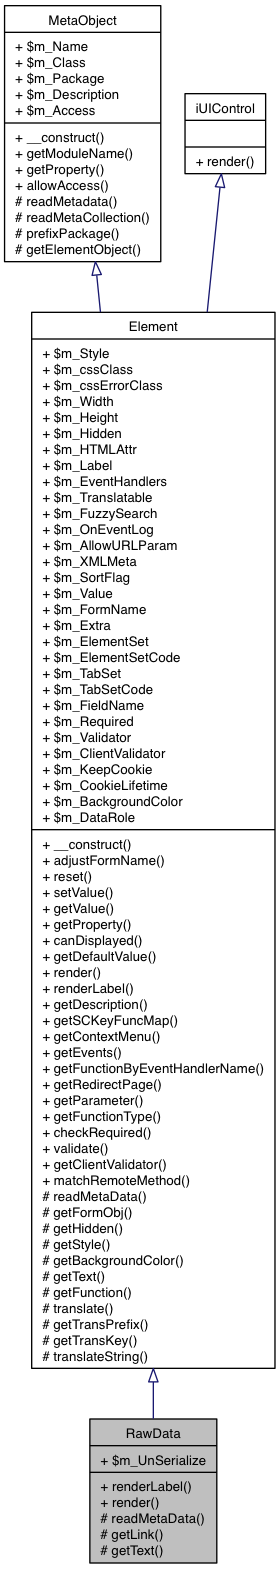 MetaObject
+ $m_Name
+ $m_Class
+ $m_Package
+ $m_Description
+ $m_Access
+ __construct()
+ getModuleName()
+ getProperty()
+ allowAccess()
# readMetadata()
# readMetaCollection()
# prefixPackage()
# getElementObject()
iUIControl
+ render()
Element
+ $m_Style
+ $m_cssClass
+ $m_cssErrorClass
+ $m_Width
+ $m_Height
+ $m_Hidden
+ $m_HTMLAttr
+ $m_Label
+ $m_EventHandlers
+ $m_Translatable
+ $m_FuzzySearch
+ $m_OnEventLog
+ $m_AllowURLParam
+ $m_XMLMeta
+ $m_SortFlag
+ $m_Value
+ $m_FormName
+ $m_Extra
+ $m_ElementSet
+ $m_ElementSetCode
+ $m_TabSet
+ $m_TabSetCode
+ $m_FieldName
+ $m_Required
+ $m_Validator
+ $m_ClientValidator
+ $m_KeepCookie
+ $m_CookieLifetime
+ $m_BackgroundColor
+ $m_DataRole
+ __construct()
+ adjustFormName()
+ reset()
+ setValue()
+ getValue()
+ getProperty()
+ canDisplayed()
+ getDefaultValue()
+ render()
+ renderLabel()
+ getDescription()
+ getSCKeyFuncMap()
+ getContextMenu()
+ getEvents()
+ getFunctionByEventHandlerName()
+ getRedirectPage()
+ getParameter()
+ getFunctionType()
+ checkRequired()
+ validate()
+ getClientValidator()
+ matchRemoteMethod()
# readMetaData()
# getFormObj()
# getHidden()
# getStyle()
# getBackgroundColor()
# getText()
# getFunction()
# translate()
# getTransPrefix()
# getTransKey()
# translateString()
RawData
+ $m_UnSerialize
+ renderLabel()
+ render()
# readMetaData()
# getLink()
# getText()